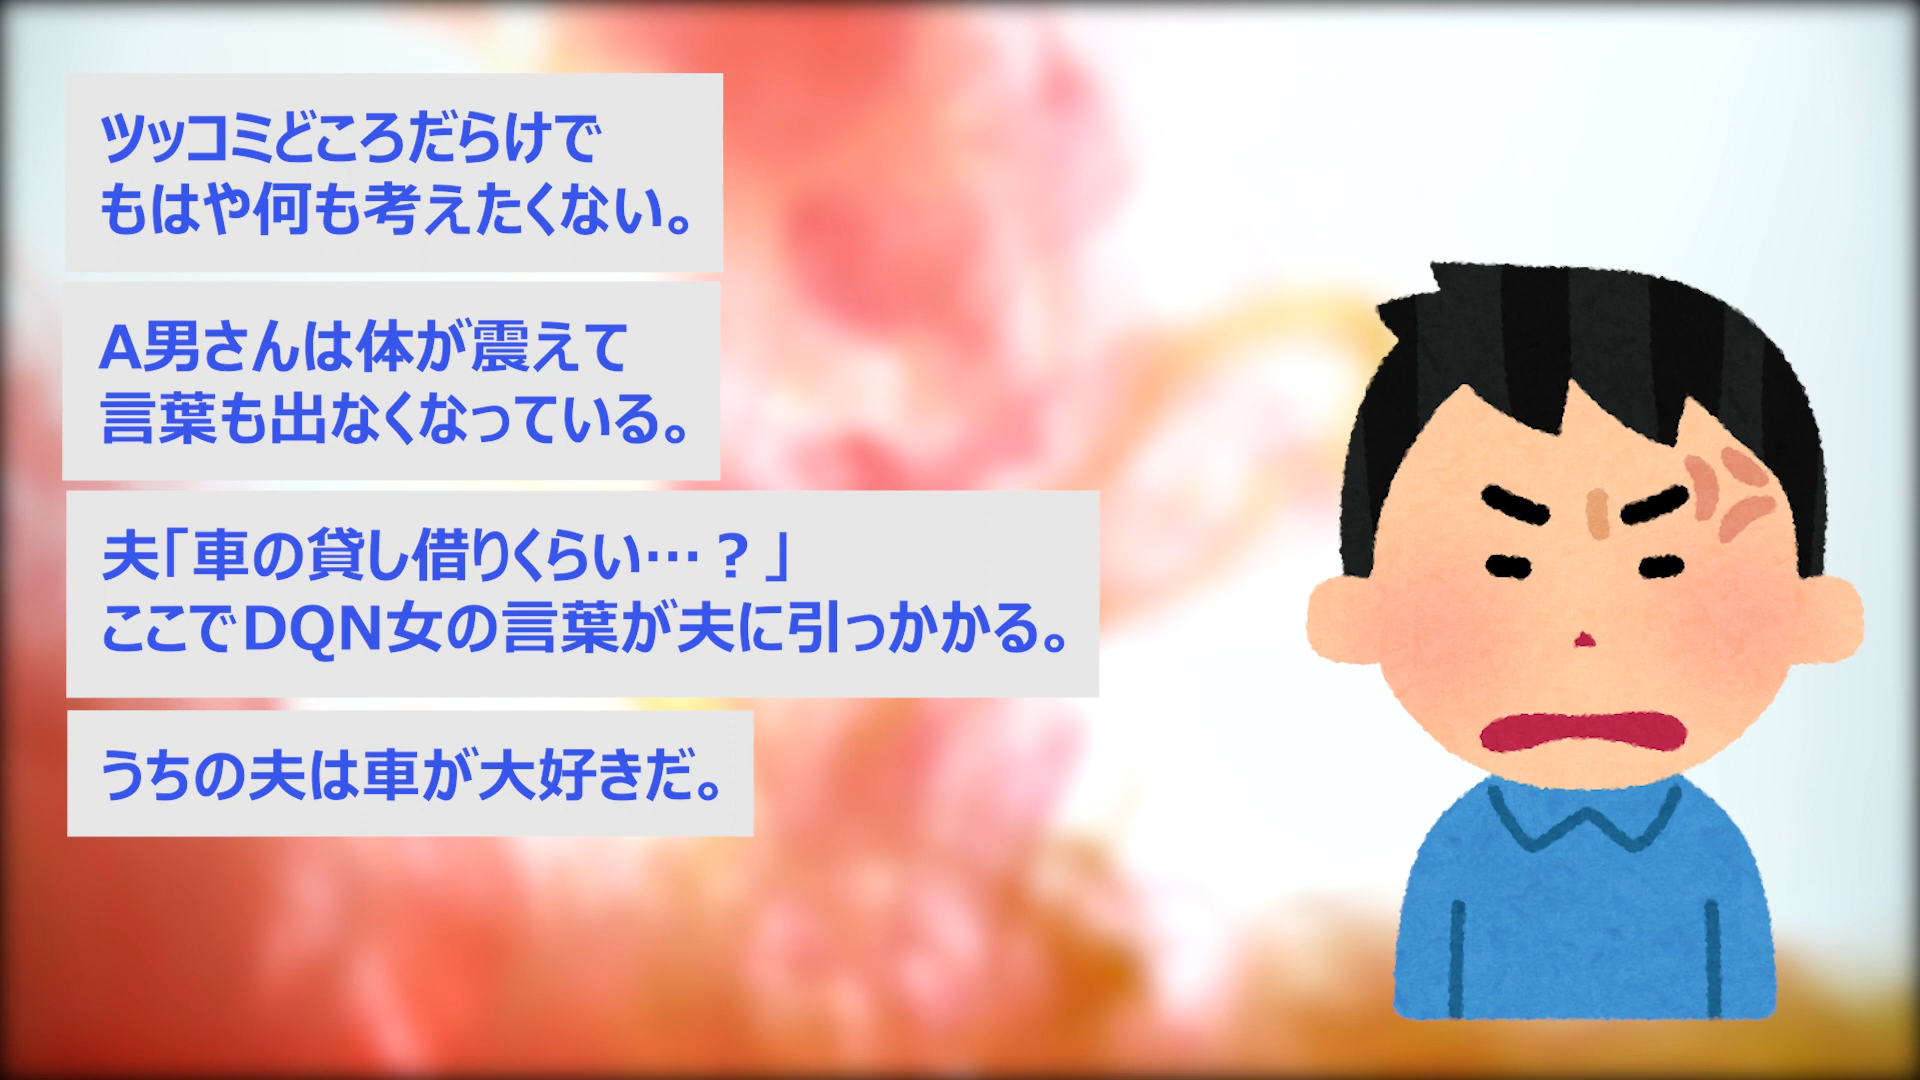 ツッコミどころだらけで
もはや何も考えたくない。
A男さんは体が震えて
言葉も出なくなっている。
夫「車の貸し借りくらい…？」
ここでDQN女の言葉が夫に引っかかる。
うちの夫は車が大好きだ。